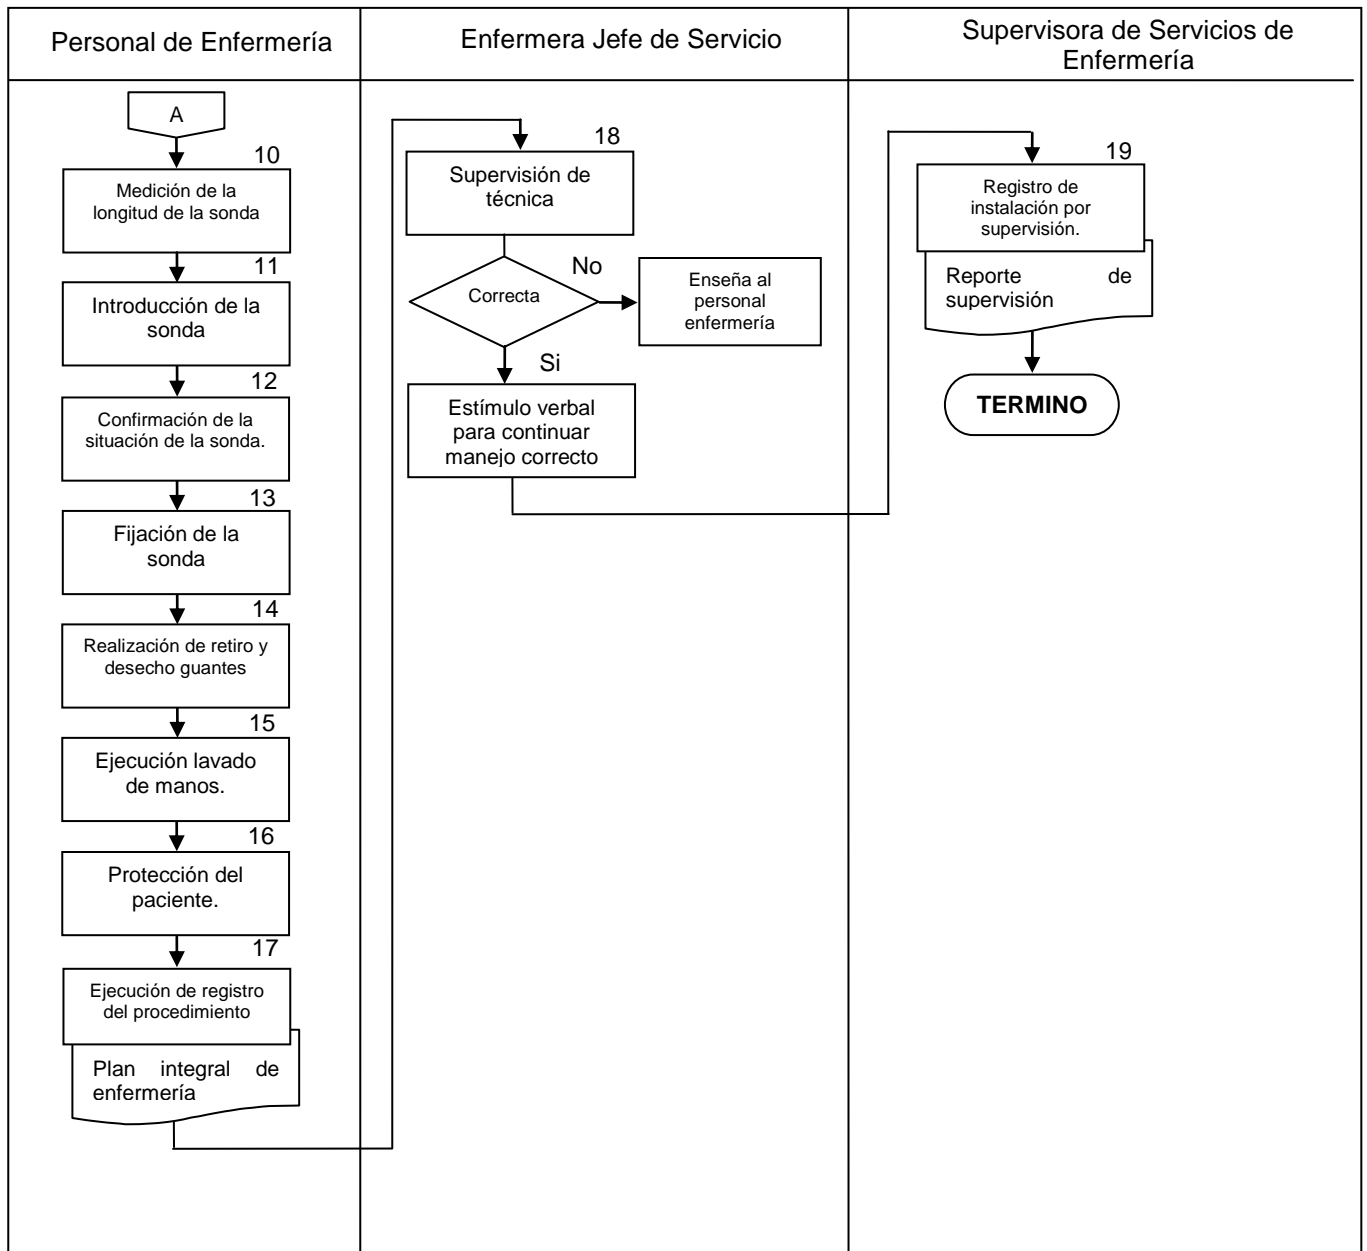 Personal de Enfermería
Enfermera Jefe de Servicio
Supervisora de Servicios de
Enfermería
A
10
Medición de la
longitud de la sonda
11
Introducción de la
sonda
12
Confirmación de la
situación de la sonda.
13
Fijación de la
sonda
14
Realización de retiro y
desecho guantes
15
Ejecución lavado
de manos.
16
Protección del
paciente.
17
Ejecución de registro
del procedimiento
Plan integral de
enfermería
18
Supervisión de
técnica
Correcta
No
Enseña al
personal
enfermería
Si
Estímulo verbal
para continuar
manejo correcto
19
Registro de
instalación por
supervisión.
Reporte de
supervisión
TERMINO